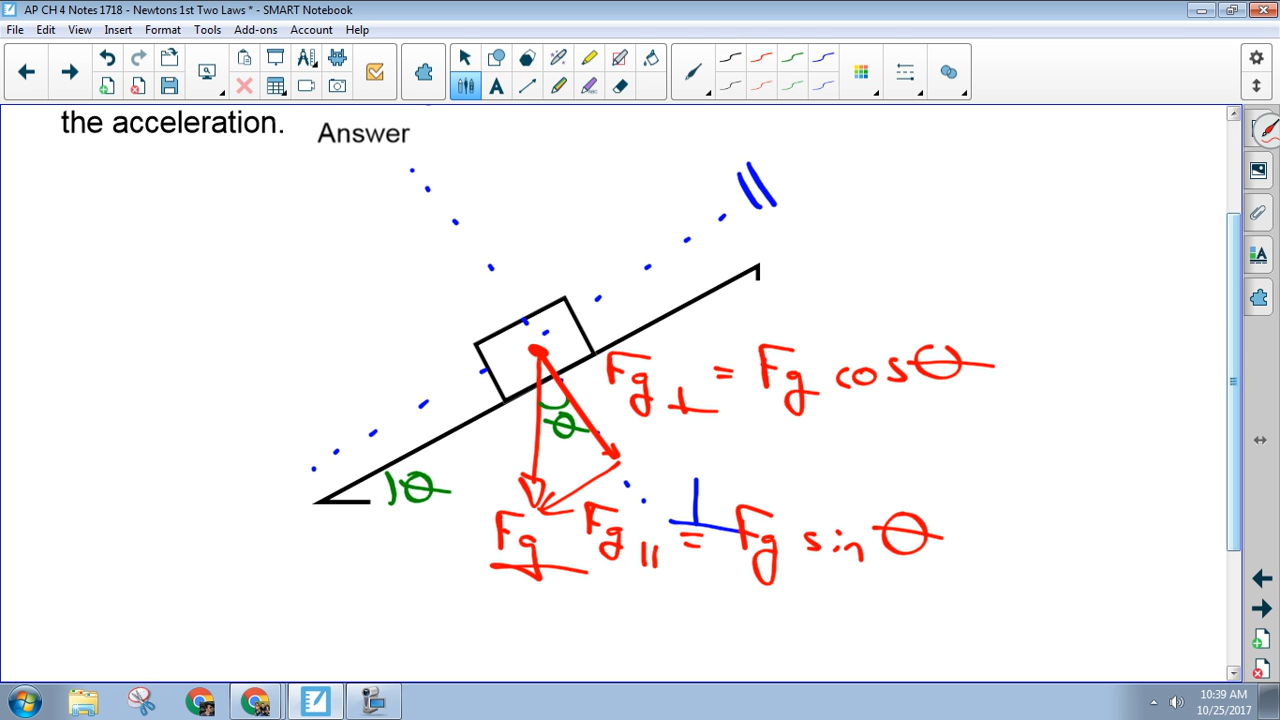 AP CH 4 Notes 1718 - Newtons 1st Two Laws * - SMART Notebook
File Edit View Insert Format Tools Add-ons Account Help
the acceleration.
Answer
||
Fg⊥ = Fg cosθ
θ
θ
Fg
Fg|| = Fg sinθ
⊥
10:39 AM
10/25/2017